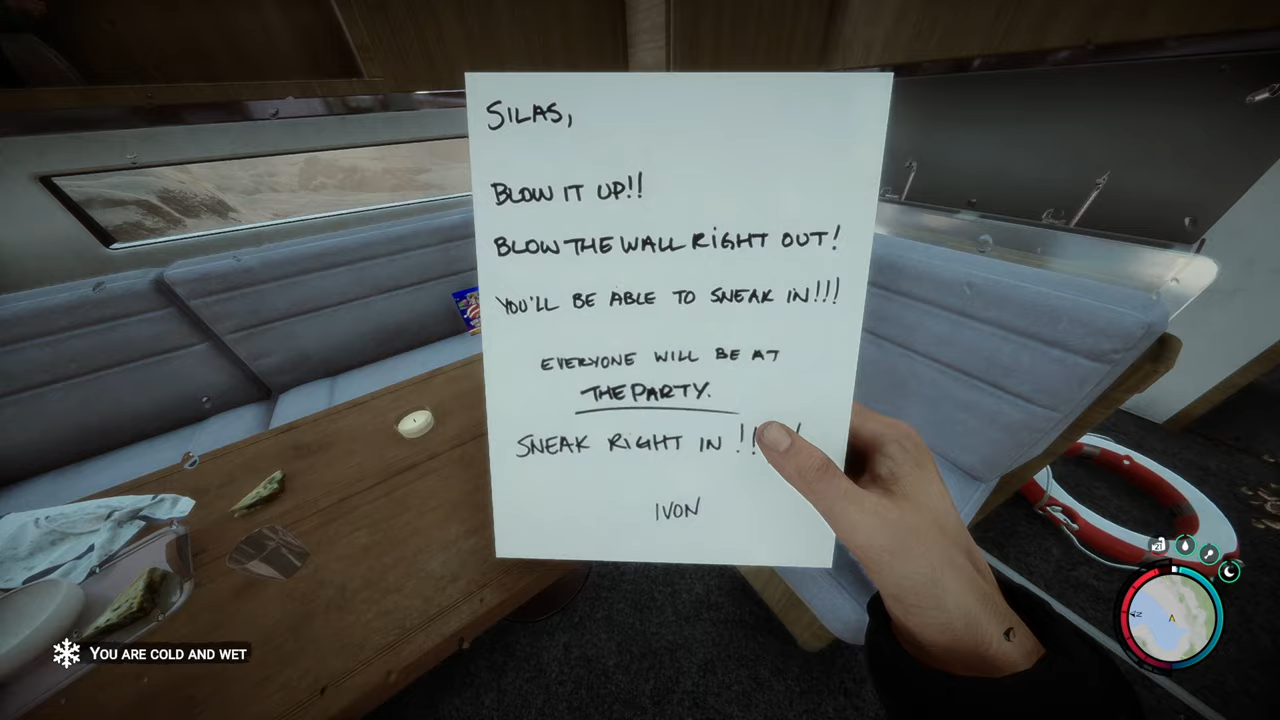 SILAS,
BLOW IT UP!!
BLOW THE WALL RIGHT OUT!
YOU'LL BE ABLE TO SNEAK IN!!!
EVERYONE WILL BE AT
THE PARTY.
SNEAK RIGHT IN !!
IVON
YOU ARE COLD AND WET